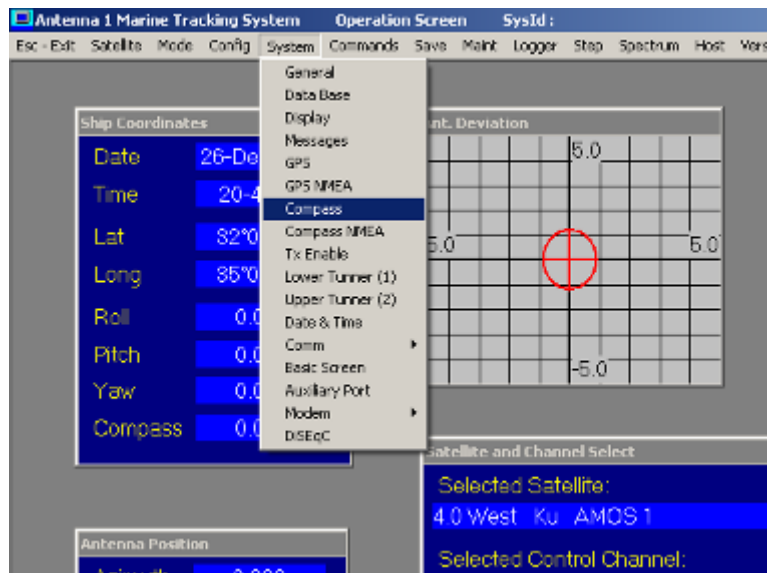 Antenna 1 Marine Tracking System Operation Screen SysId :
Esc - Exit Satellite Mode Config System Commands Save Maint Logger Step Spectrum Host Vers
General
Data Base
Display
Messages
GPS
GPS NMEA
Compass
Compass NMEA
Tx Enable
Lower Tunner (1)
Upper Tunner (2)
Date & Time
Comm
Basic Screen
Auxiliary Port
Modem
DiSEqC
Ship Coordinates
Date 26-De
Time 20-4
Lat 32°0
Long 35°0
Roll 0.0
Pitch 0.0
Yaw 0.0
Compass 0.0
nt. Deviation
5.0
5.0 5.0
-5.0
Satellite and Channel Select
Selected Satellite:
4.0 West Ku AMOS 1
Selected Control Channel:
Antenna Position